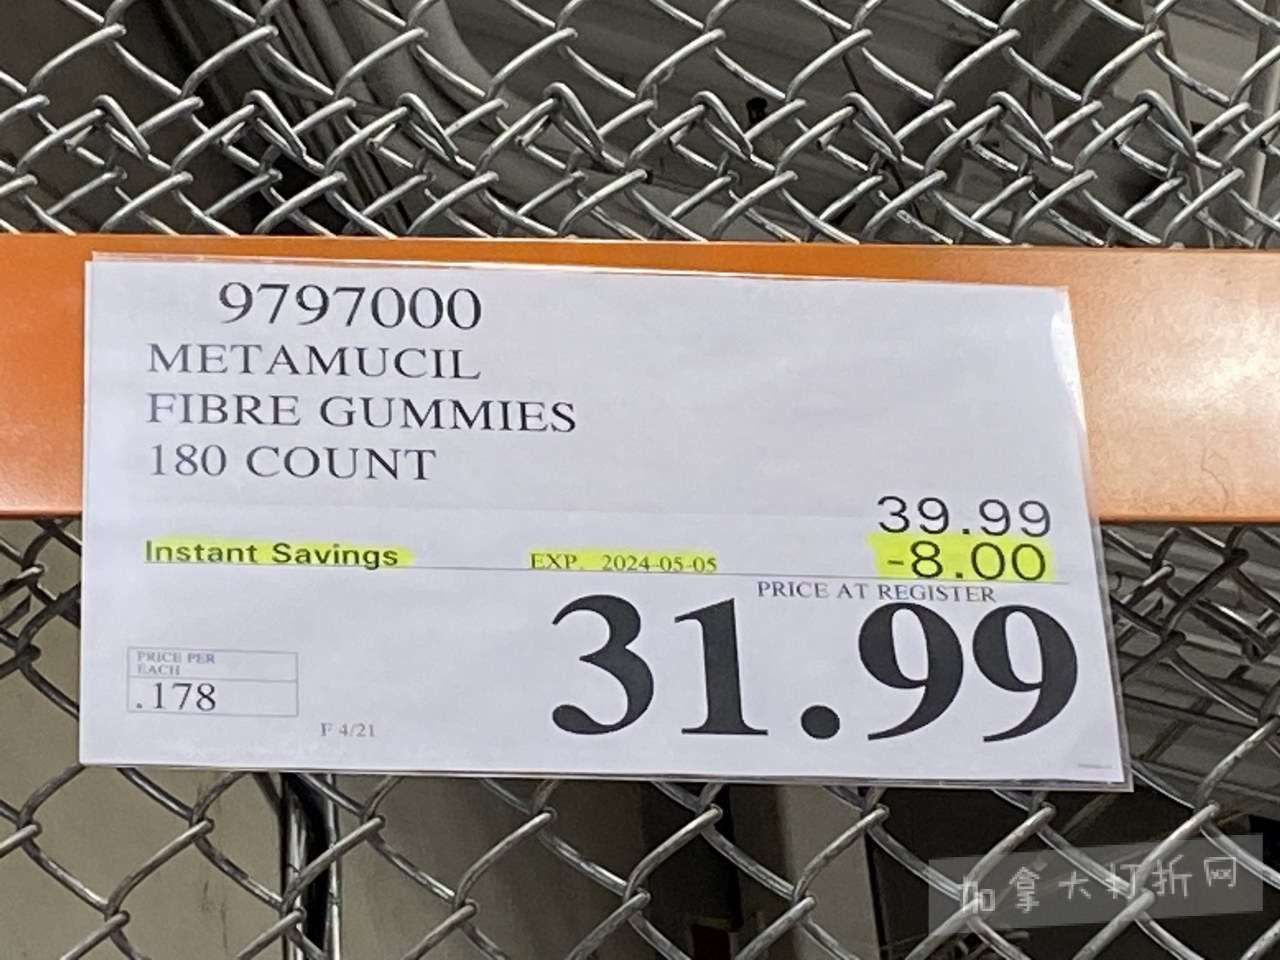 9797000
METAMUCIL
FIBRE GUMMIES
180 COUNT
39.99
Instant Savings EXP. 2024-05-05 -8.00
PRICE AT REGISTER
31.99
PRICE PER
EACH
.178
F 4/21
加拿大打折网